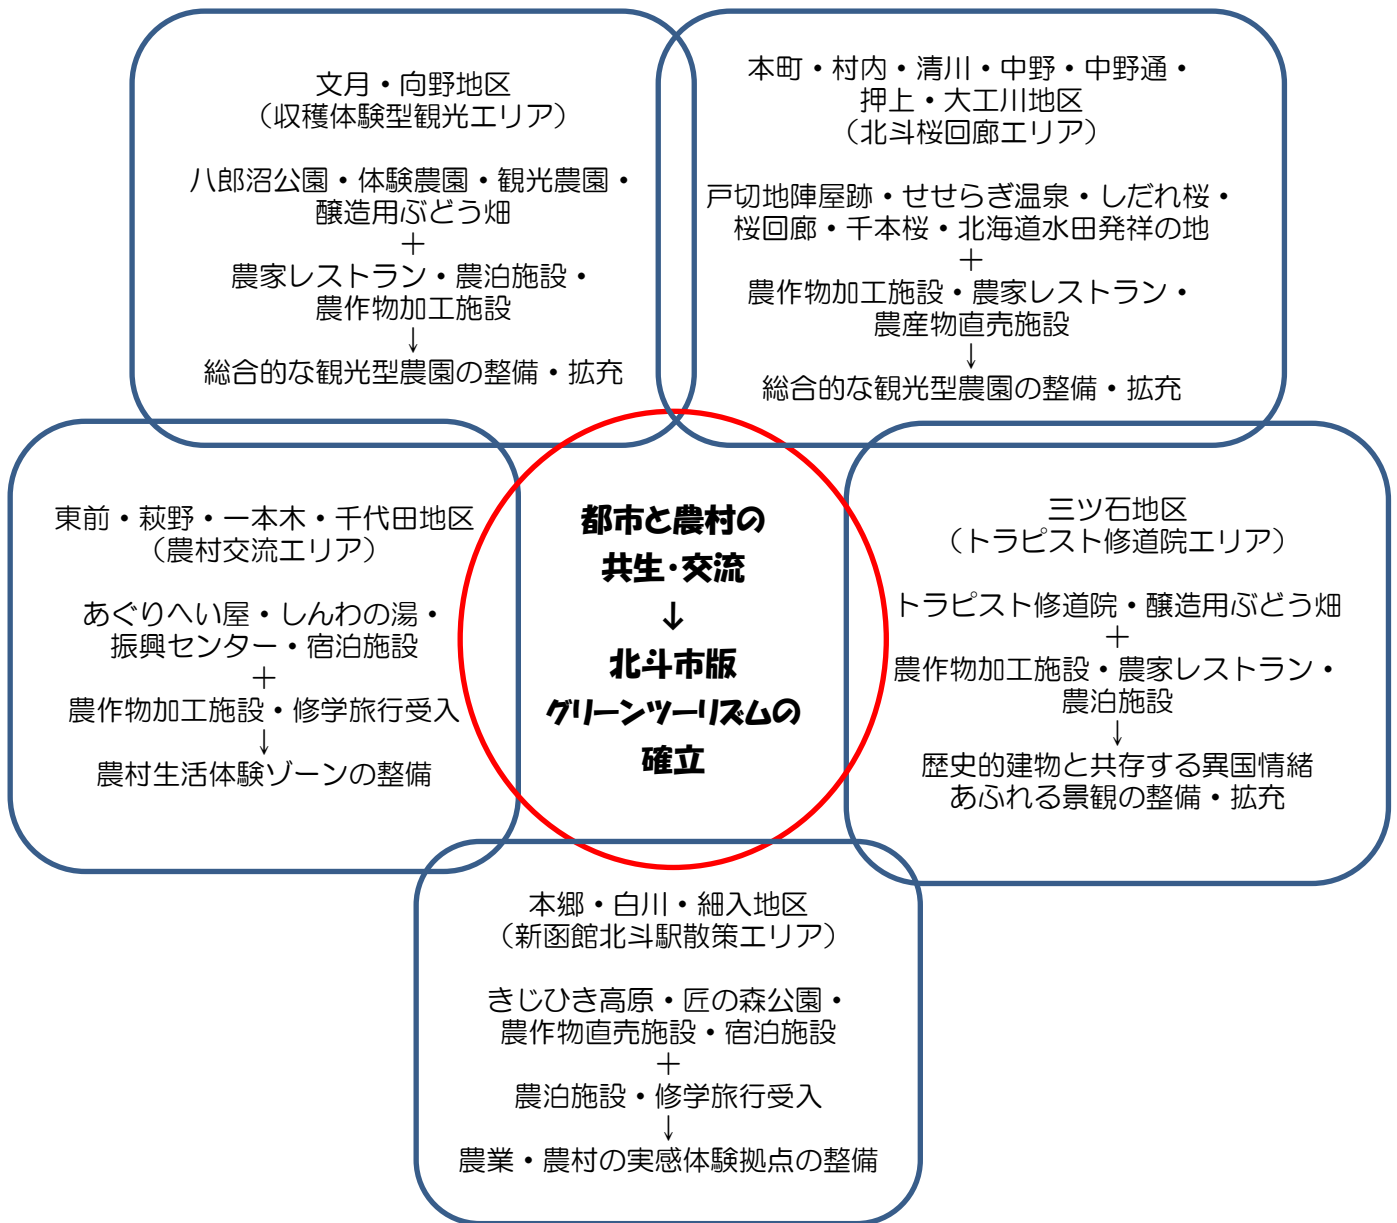 文月・向野地区
（収穫体験型観光エリア）
八郎沼公園・体験農園・観光農園・
醸造用ぶどう畑
＋
農家レストラン・農泊施設・
農作物加工施設
↓
総合的な観光型農園の整備・拡充
本町・村内・清川・中野・中野通・
押上・大工川地区
（北斗桜回廊エリア）
戸切地陣屋跡・せせらぎ温泉・しだれ桜・
桜回廊・千本桜・北海道水田発祥の地
＋
農作物加工施設・農家レストラン・
農産物直売施設
↓
総合的な観光型農園の整備・拡充
東前・萩野・一本木・千代田地区
（農村交流エリア）
あぐりへい屋・しんわの湯・
振興センター・宿泊施設
＋
農作物加工施設・修学旅行受入
↓
農村生活体験ゾーンの整備
都市と農村の
共生・交流
↓
北斗市版
グリーンツーリズムの
確立
三ツ石地区
（トラピスト修道院エリア）
トラピスト修道院・醸造用ぶどう畑
＋
農作物加工施設・農家レストラン・
農泊施設
↓
歴史的建物と共存する異国情緒
あふれる景観の整備・拡充
本郷・白川・細入地区
（新函館北斗駅散策エリア）
きじひき高原・匠の森公園・
農作物直売施設・宿泊施設
＋
農泊施設・修学旅行受入
↓
農業・農村の実感体験拠点の整備